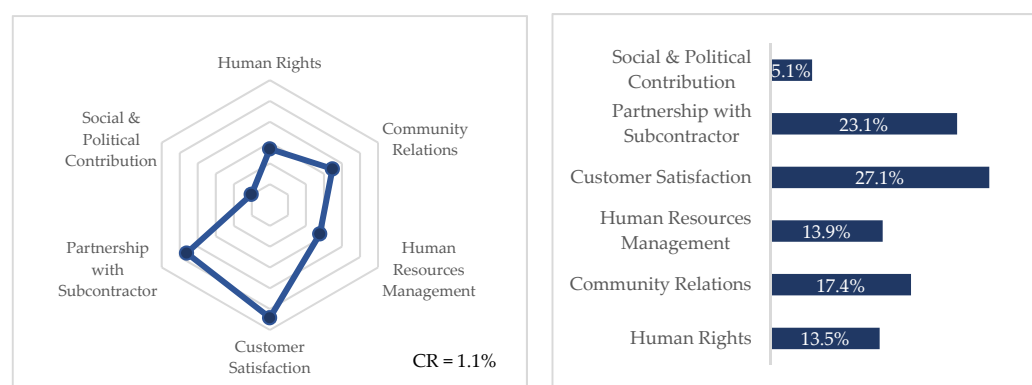 Human Rights
Social &
Political
Contribution
Community
Relations
Partnership
with
Subcontractor
Human
Resources
Management
Customer
Satisfaction
CR = 1.1%
Social & Political
Contribution
5.1%
Partnership with
Subcontractor
23.1%
Customer Satisfaction
27.1%
Human Resources
Management
13.9%
Community Relations
17.4%
Human Rights
13.5%